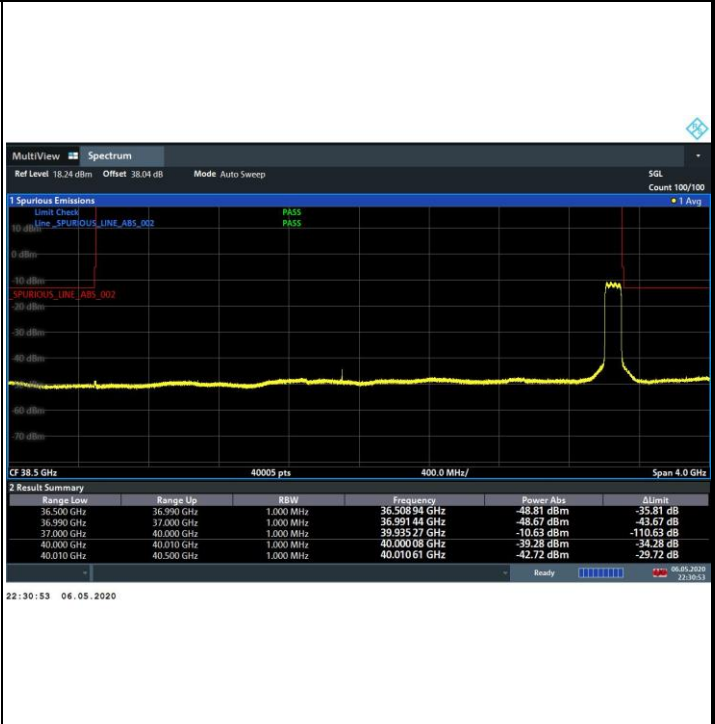 MultiView Spectrum
Ref Level 18.24 dBm Offset 38.04 dB Mode Auto Sweep SGL
Count 100/100
1 Spurious Emissions 1 Avg
Limit Check PASS
10 dBm Line _SPURIOUS_LINE_ABS_002 PASS
0 dBm
-10 dBm
_SPURIOUS_LINE_ABS_002
-20 dBm
-30 dBm
-40 dBm
-60 dBm
-70 dBm
CF 38.5 GHz 40005 pts 400.0 MHz/ Span 4.0 GHz
2 Result Summary
Range Low Range Up RBW Frequency Power Abs ΔLimit
36.500 GHz 36.990 GHz 1.000 MHz 36.508 94 GHz -48.81 dBm -35.81 dB
36.990 GHz 37.000 GHz 1.000 MHz 36.991 44 GHz -48.67 dBm -43.67 dB
37.000 GHz 40.000 GHz 1.000 MHz 39.935 27 GHz -10.63 dBm -110.63 dB
40.000 GHz 40.010 GHz 1.000 MHz 40.000 08 GHz -39.28 dBm -34.28 dB
40.010 GHz 40.500 GHz 1.000 MHz 40.010 61 GHz -42.72 dBm -29.72 dB
Ready 06.05.2020
22:30:53
22:30:53 06.05.2020